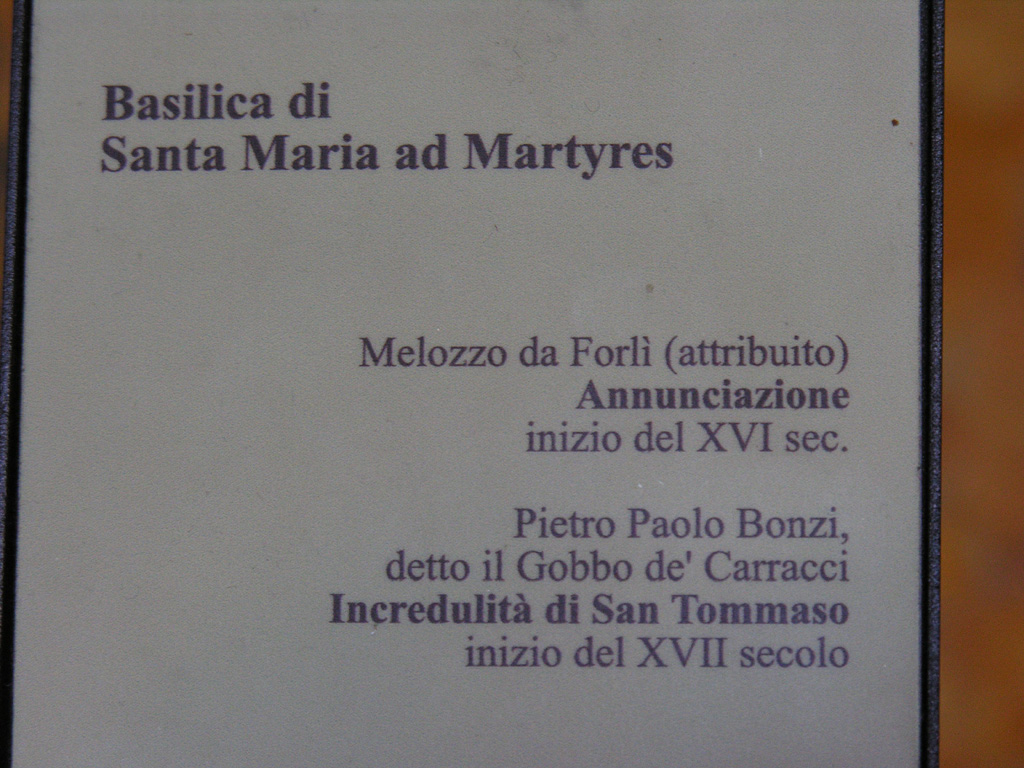 Basilica di
Santa Maria ad Martyres
Melozzo da Forlì (attribuito)
Annunciazione
inizio del XVI sec.
Pietro Paolo Bonzi,
detto il Gobbo de' Carracci
Incredulità di San Tommaso
inizio del XVII secolo